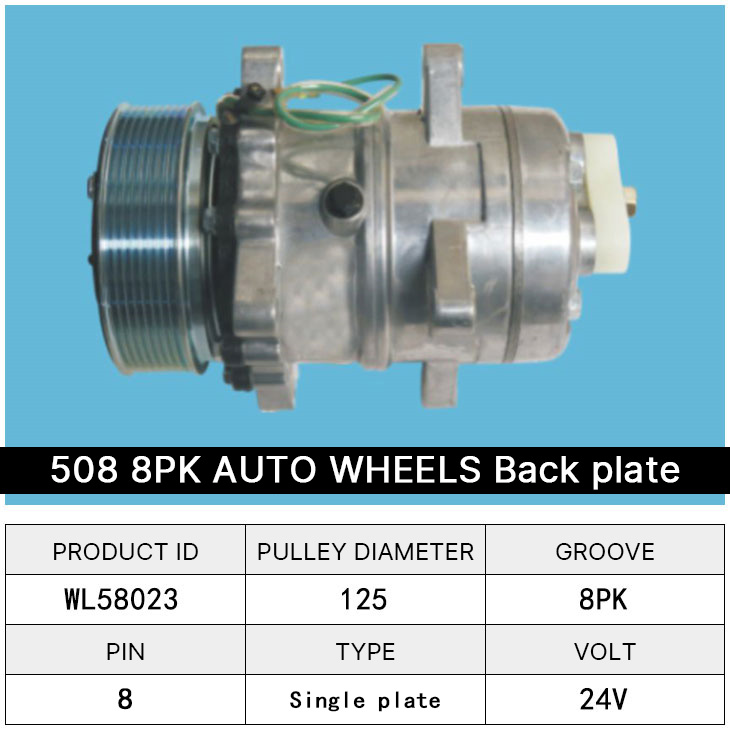 508 8PK AUTO WHEELS Back plate
PRODUCT ID PULLEY DIAMETER GROOVE
WL58023 125 8PK
PIN TYPE VOLT
8 Single plate 24V